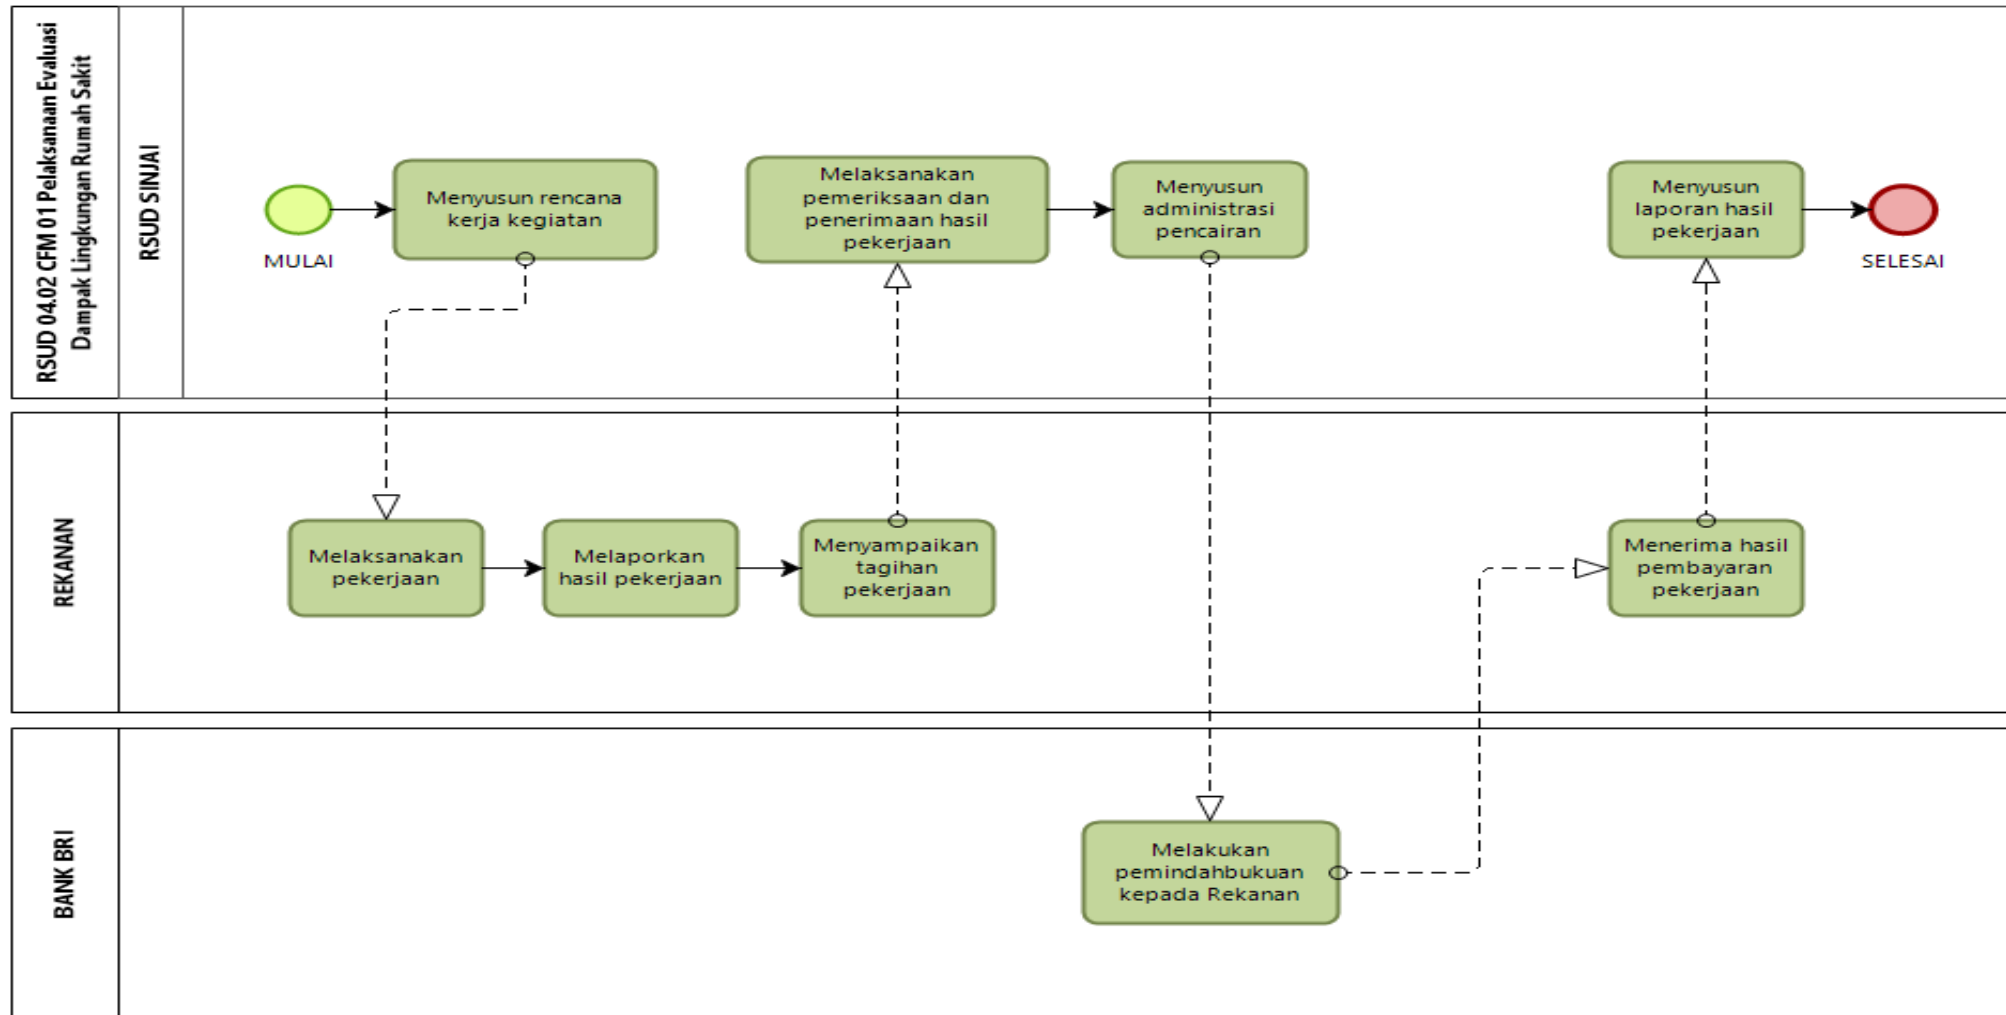 RSUD 04.02 CFM 01 Pelaksanaan Evaluasi
Dampak Lingkungan Rumah Sakit
RSUD SINJAI
MULAI
Menyusun rencana
kerja kegiatan
Melaksanakan
pemeriksaan dan
penerimaan hasil
pekerjaan
Menyusun
administrasi
pencairan
Menyusun
laporan hasil
pekerjaan
SELESAI
REKANAN
Melaksanakan
pekerjaan
Melaporkan
hasil pekerjaan
Menyampaikan
tagihan
pekerjaan
Menerima hasil
pembayaran
pekerjaan
BANK BRI
Melakukan
pemindahbukuan
kepada Rekanan